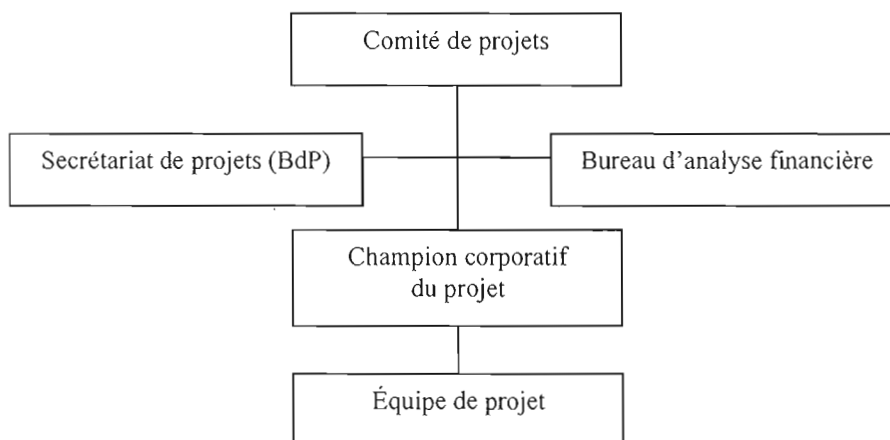 Comité de projets
Secrétariat de projets (BdP)
Bureau d'analyse financière
Champion corporatif
du projet
Équipe de projet